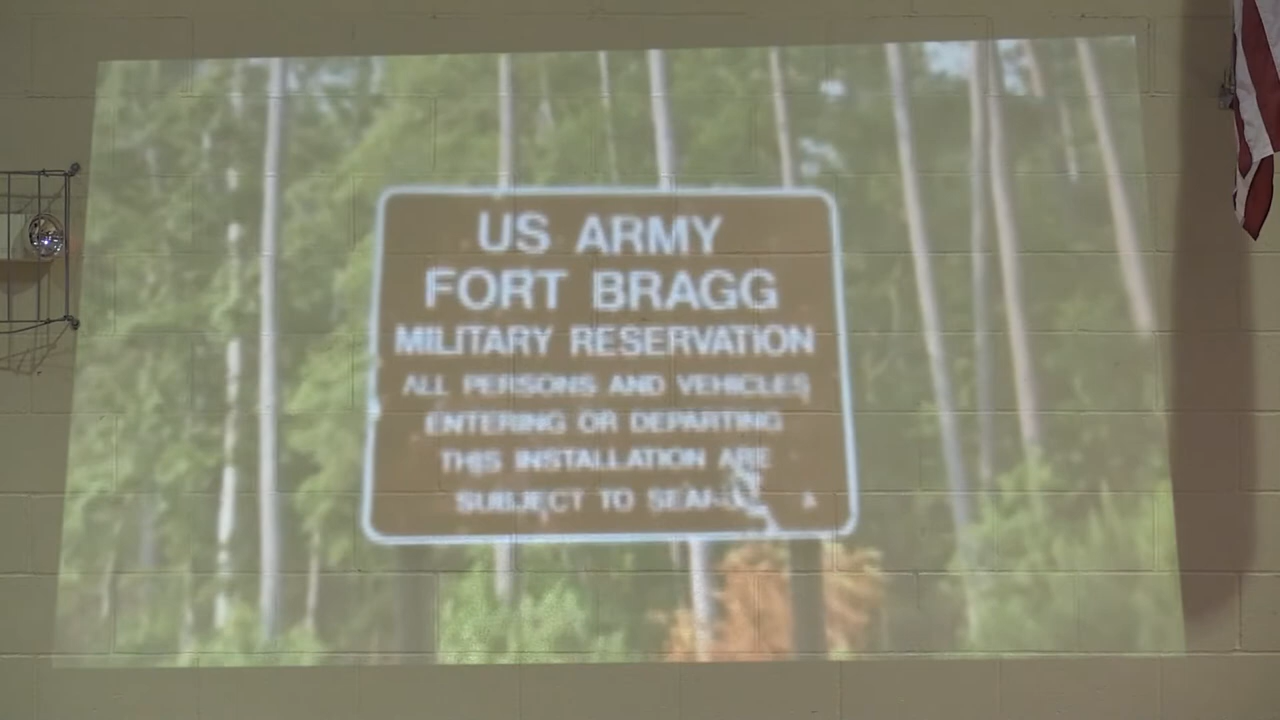 US ARMY
FORT BRAGG
MILITARY RESERVATION
ALL PERSONS AND VEHICLES
ENTERING OR DEPARTING
THIS INSTALLATION ARE
SUBJECT TO